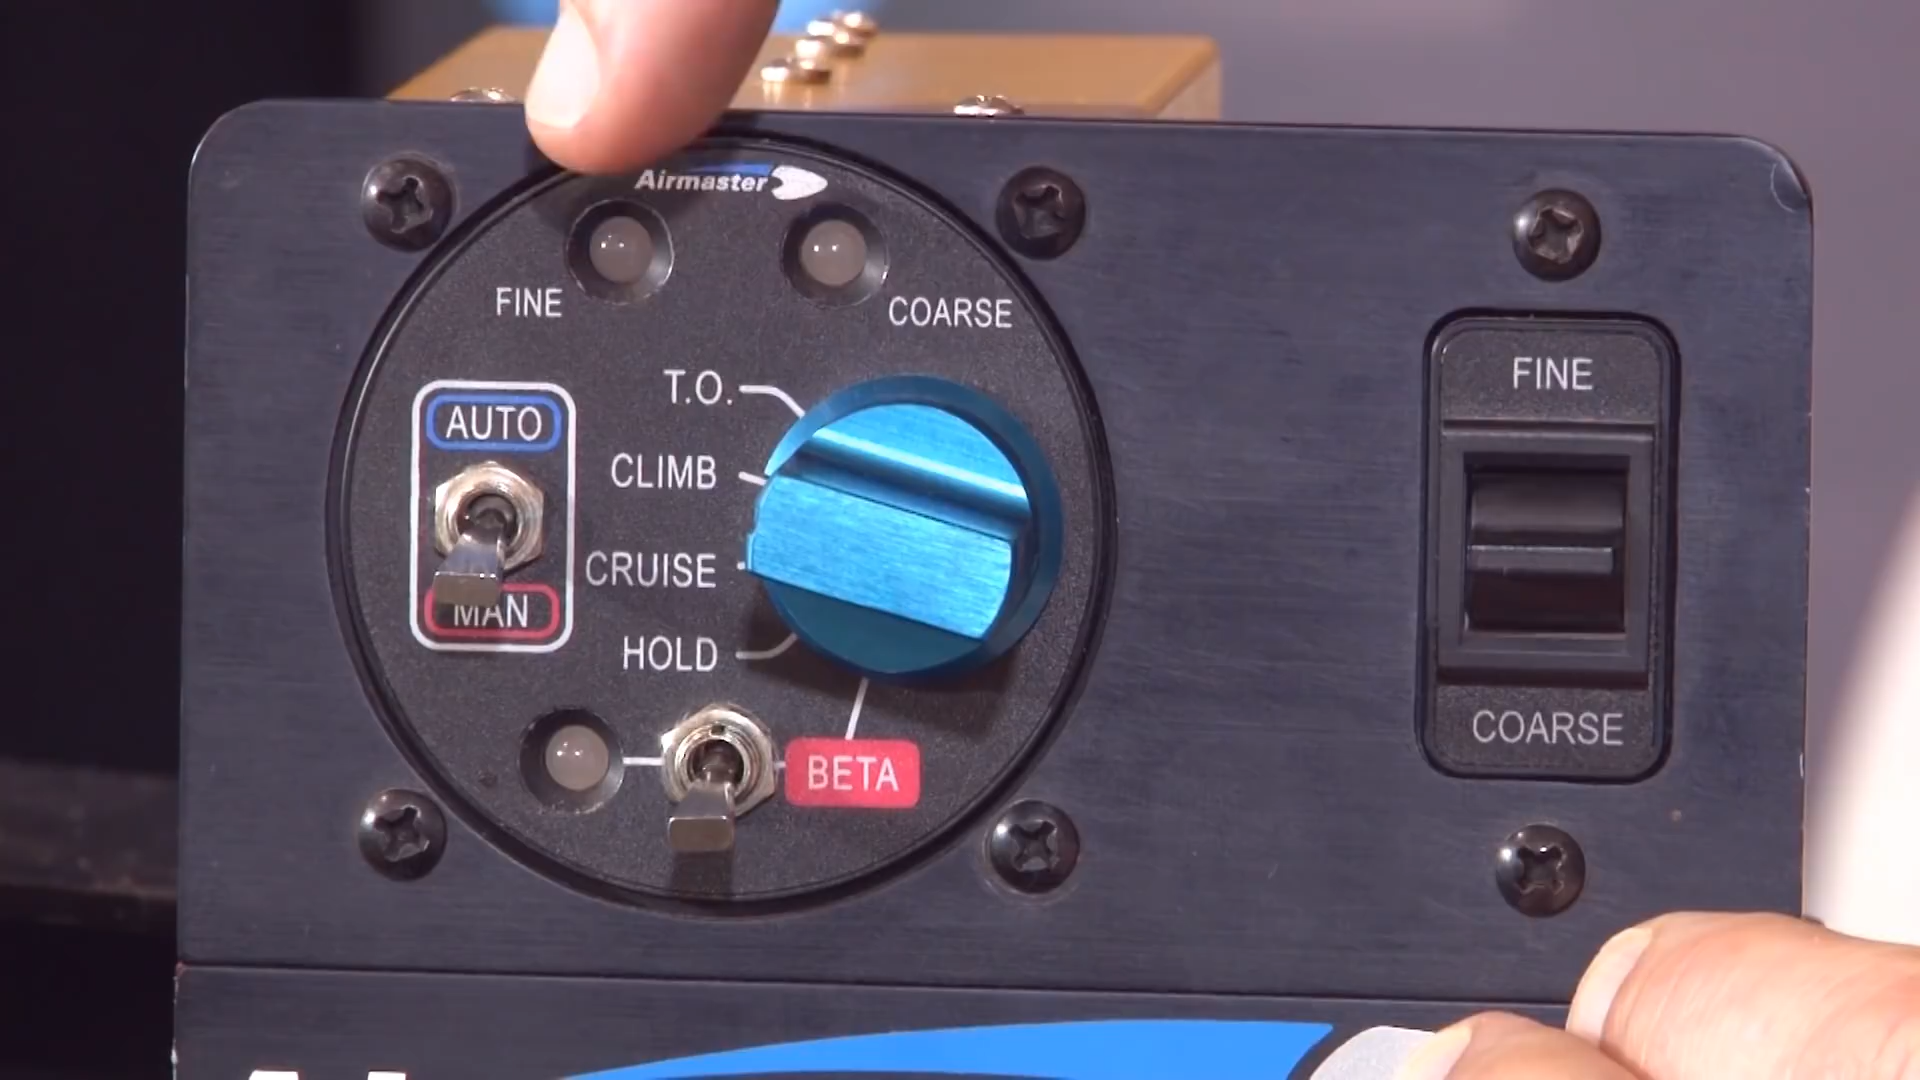 Airmaster
FINE
COARSE
AUTO
MAN
T.O.
CLIMB
CRUISE
HOLD
BETA
FINE
COARSE